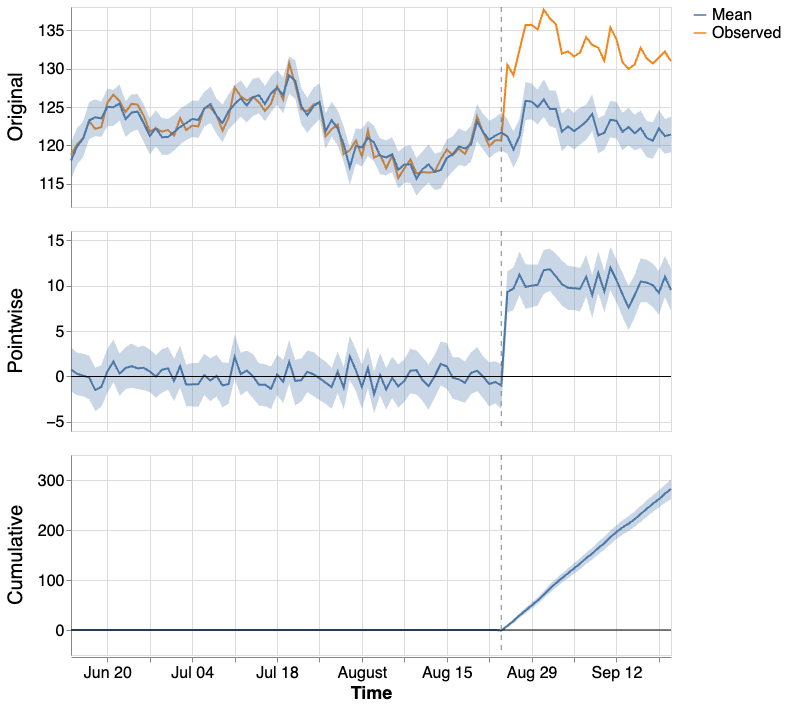 Mean
Observed
Original
135
130
125
120
115
Pointwise
15
10
5
0
−5
Cumulative
300
200
100
0
Jun 20 Jul 04 Jul 18 August Aug 15 Aug 29 Sep 12
Time